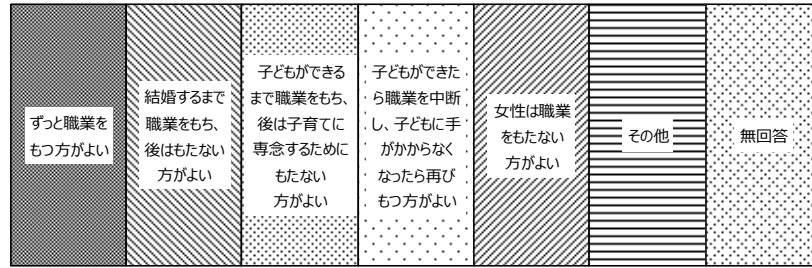 ずっと職業を
もつ方がよい
結婚するまで
職業をもち、
後はもたない
方がよい
子どもができる
まで職業をもち、
後は子育てに
専念するために
もたない
方がよい
子どもができた
ら職業を中断
し、子どもに手
がかからなく
なったら再び
もつ方がよい
女性は職業
をもたない
方がよい
その他
無回答